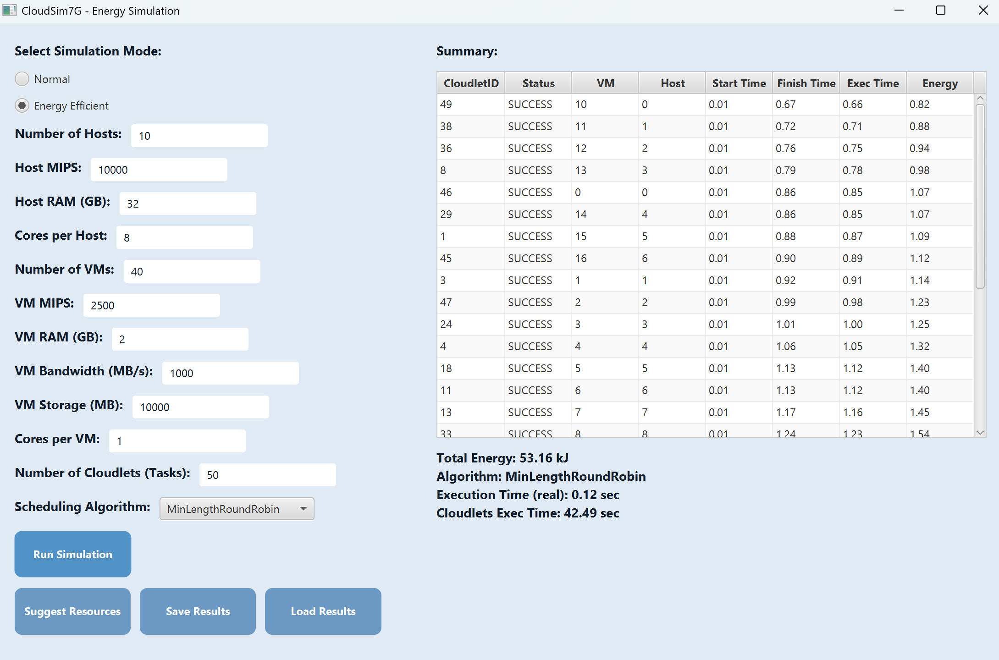 CloudSim7G - Energy Simulation
Select Simulation Mode:
Normal
Energy Efficient
Number of Hosts: 10
Host MIPS: 10000
Host RAM (GB): 32
Cores per Host: 8
Number of VMs: 40
VM MIPS: 2500
VM RAM (GB): 2
VM Bandwidth (MB/s): 1000
VM Storage (MB): 10000
Cores per VM: 1
Number of Cloudlets (Tasks): 50
Scheduling Algorithm: MinLengthRoundRobin
Run Simulation
Suggest Resources Save Results Load Results
Summary:
CloudletID Status VM Host Start Time Finish Time Exec Time Energy
49 SUCCESS 10 0 0.01 0.67 0.66 0.82
38 SUCCESS 11 1 0.01 0.72 0.71 0.88
36 SUCCESS 12 2 0.01 0.76 0.75 0.94
8 SUCCESS 13 3 0.01 0.79 0.78 0.98
46 SUCCESS 0 0 0.01 0.86 0.85 1.07
29 SUCCESS 14 4 0.01 0.86 0.85 1.07
1 SUCCESS 15 5 0.01 0.88 0.87 1.09
45 SUCCESS 16 6 0.01 0.90 0.89 1.12
3 SUCCESS 1 1 0.01 0.92 0.91 1.14
47 SUCCESS 2 2 0.01 0.99 0.98 1.23
24 SUCCESS 3 3 0.01 1.01 1.00 1.25
4 SUCCESS 4 4 0.01 1.06 1.05 1.32
18 SUCCESS 5 5 0.01 1.13 1.12 1.40
11 SUCCESS 6 6 0.01 1.13 1.12 1.40
13 SUCCESS 7 7 0.01 1.17 1.16 1.45
33 SUCCESS 8 8 0.01 1.24 1.23 1.54
Total Energy: 53.16 kJ
Algorithm: MinLengthRoundRobin
Execution Time (real): 0.12 sec
Cloudlets Exec Time: 42.49 sec